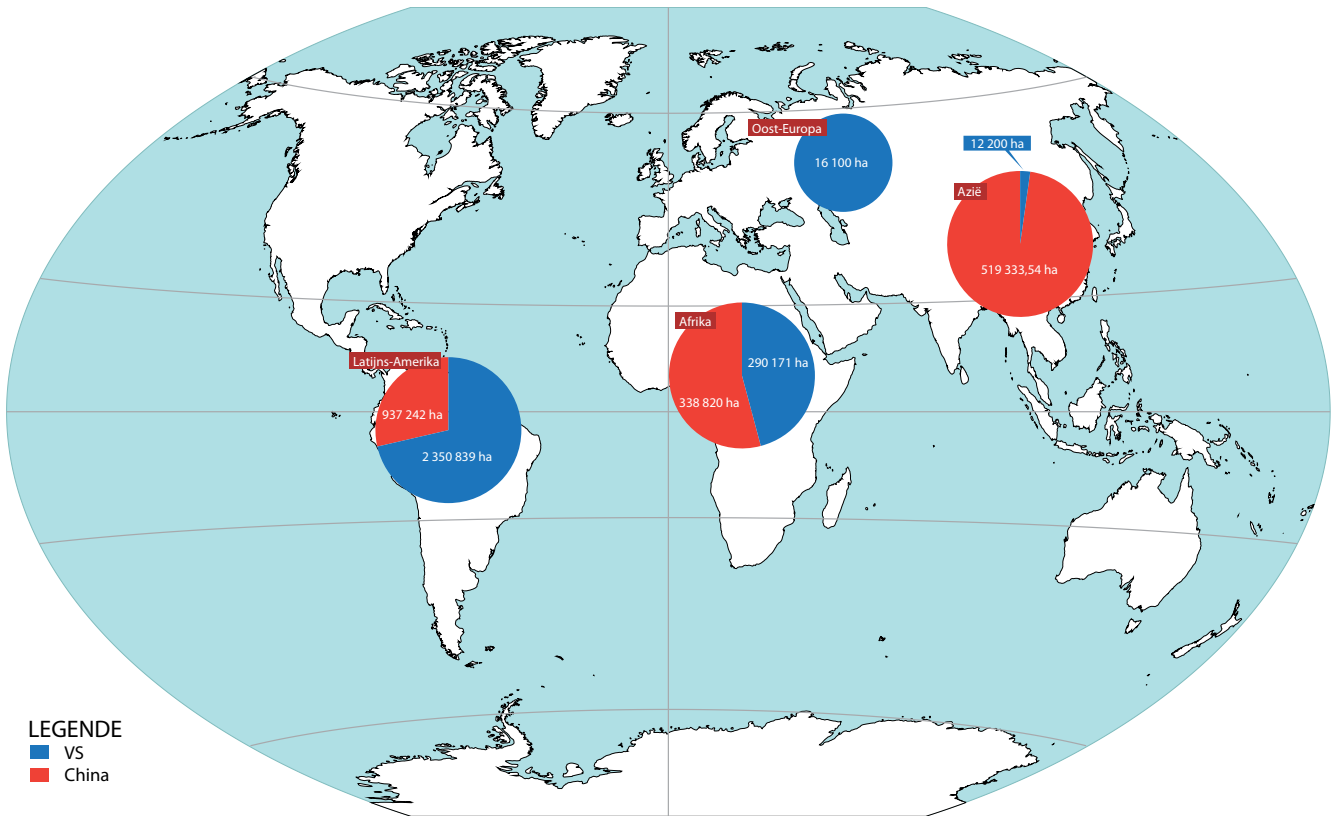 Oost-Europa
16 100 ha
12 200 ha
Azië
519 333,54 ha
Afrika
290 171 ha
338 820 ha
Latijns-Amerika
937 242 ha
2 350 839 ha
LEGENDE
VS
China